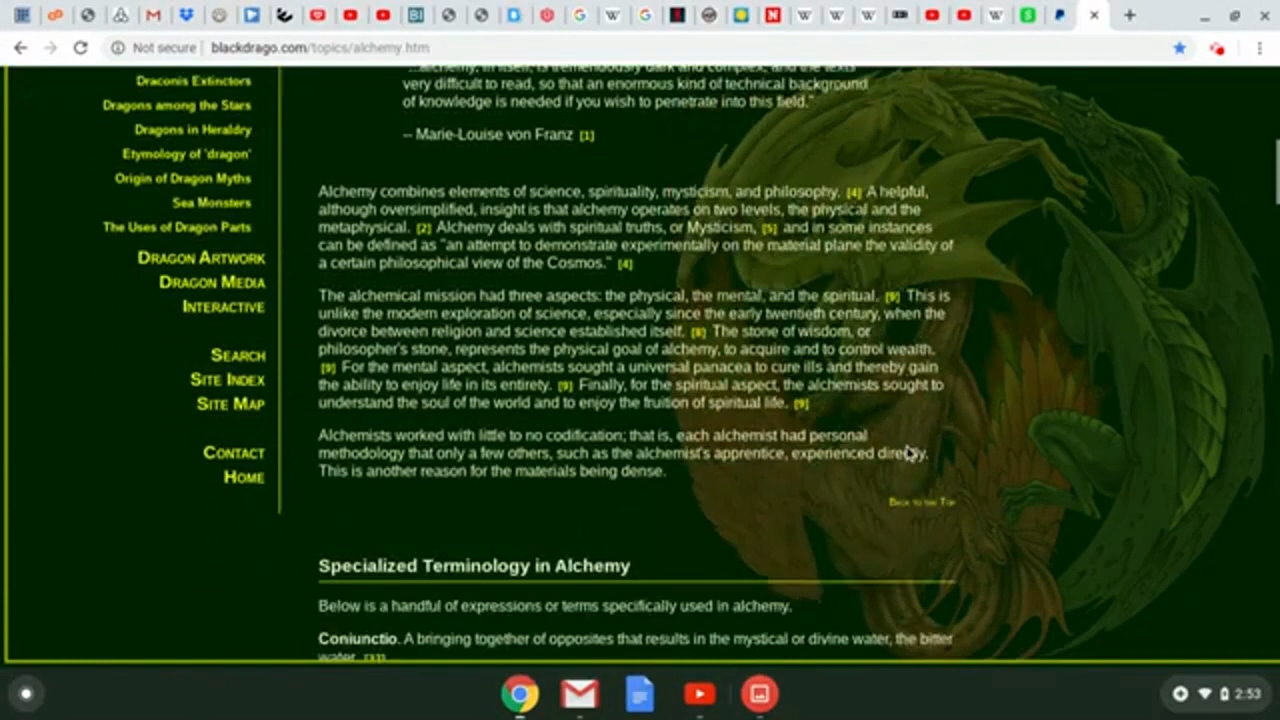 Not secure | blackdrago.com/topics/alchemy.htm
Draconis Extinctors
Dragons among the Stars
Dragons in Heraldry
Etymology of 'dragon'
Origin of Dragon Myths
Sea Monsters
The Uses of Dragon Parts
Dragon Artwork
Dragon Media
Interactive
Search
Site Index
Site Map
Contact
Home
"...alchemy, in itself, is tremendously dark and complex, and the texts
very difficult to read, so that an enormous kind of technical background
of knowledge is needed if you wish to penetrate into this field."
-- Marie-Louise von Franz [1]
Alchemy combines elements of science, spirituality, mysticism, and philosophy. [4] A helpful,
although oversimplified, insight is that alchemy operates on two levels, the physical and the
metaphysical. [2] Alchemy deals with spiritual truths, or Mysticism, [5] and in some instances
can be defined as "an attempt to demonstrate experimentally on the material plane the validity of
a certain philosophical view of the Cosmos." [4]
The alchemical mission had three aspects: the physical, the mental, and the spiritual. [9] This is
unlike the modern exploration of science, especially since the early twentieth century, when the
divorce between religion and science established itself. [8] The stone of wisdom, or
philosopher's stone, represents the physical goal of alchemy, to acquire and to control wealth.
[9] For the mental aspect, alchemists sought a universal panacea to cure ills and thereby gain
the ability to enjoy life in its entirety. [9] Finally, for the spiritual aspect, the alchemists sought to
understand the soul of the world and to enjoy the fruition of spiritual life. [9]
Alchemists worked with little to no codification; that is, each alchemist had personal
methodology that only a few others, such as the alchemist's apprentice, experienced directly.
This is another reason for the materials being dense.
Back to the Top
Specialized Terminology in Alchemy
Below is a handful of expressions or terms specifically used in alchemy.
Coniunctio. A bringing together of opposites that results in the mystical or divine water, the bitter
water.
2:53